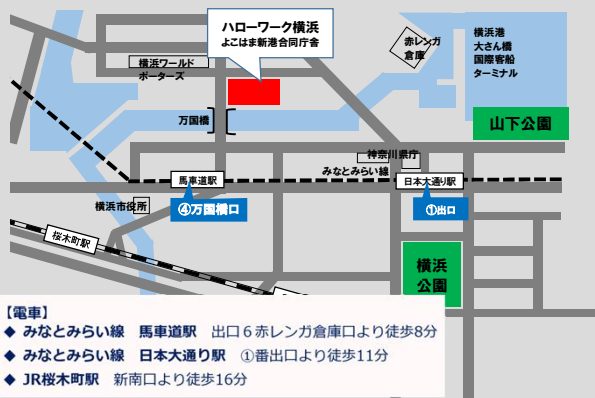 ハローワーク横浜
よこはま新港合同庁舎
横浜ワールド
ポーターズ
赤レンガ
倉庫
横浜港
大さん橋
国際客船
ターミナル
万国橋
山下公園
神奈川県庁
みなとみらい線
馬車道駅
日本大通り駅
横浜市役所
④万国橋口
①出口
桜木町駅
横浜
公園
【電車】
◆ みなとみらい線 馬車道駅 出口6赤レンガ倉庫口より徒歩8分
◆ みなとみらい線 日本大通り駅 ①番出口より徒歩11分
◆ JR桜木町駅 新南口より徒歩16分